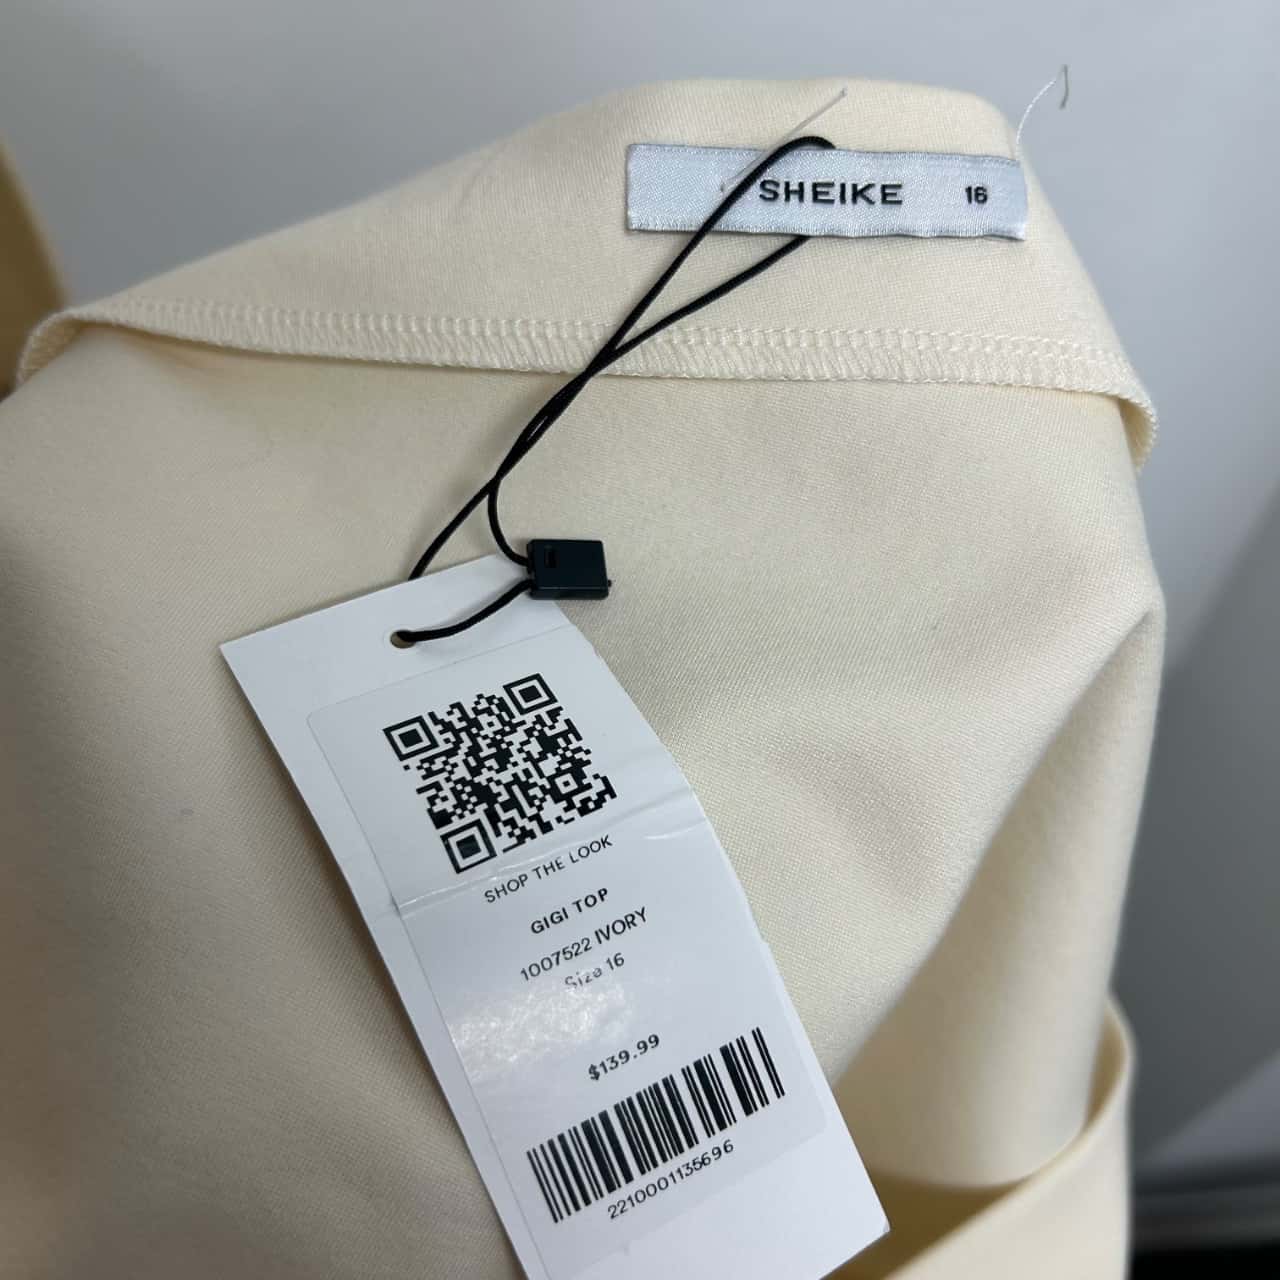 SHEIKE 16
SHOP THE LOOK
GIGI TOP
1007522 IVORY
Size 16
$139.99
2210001135696